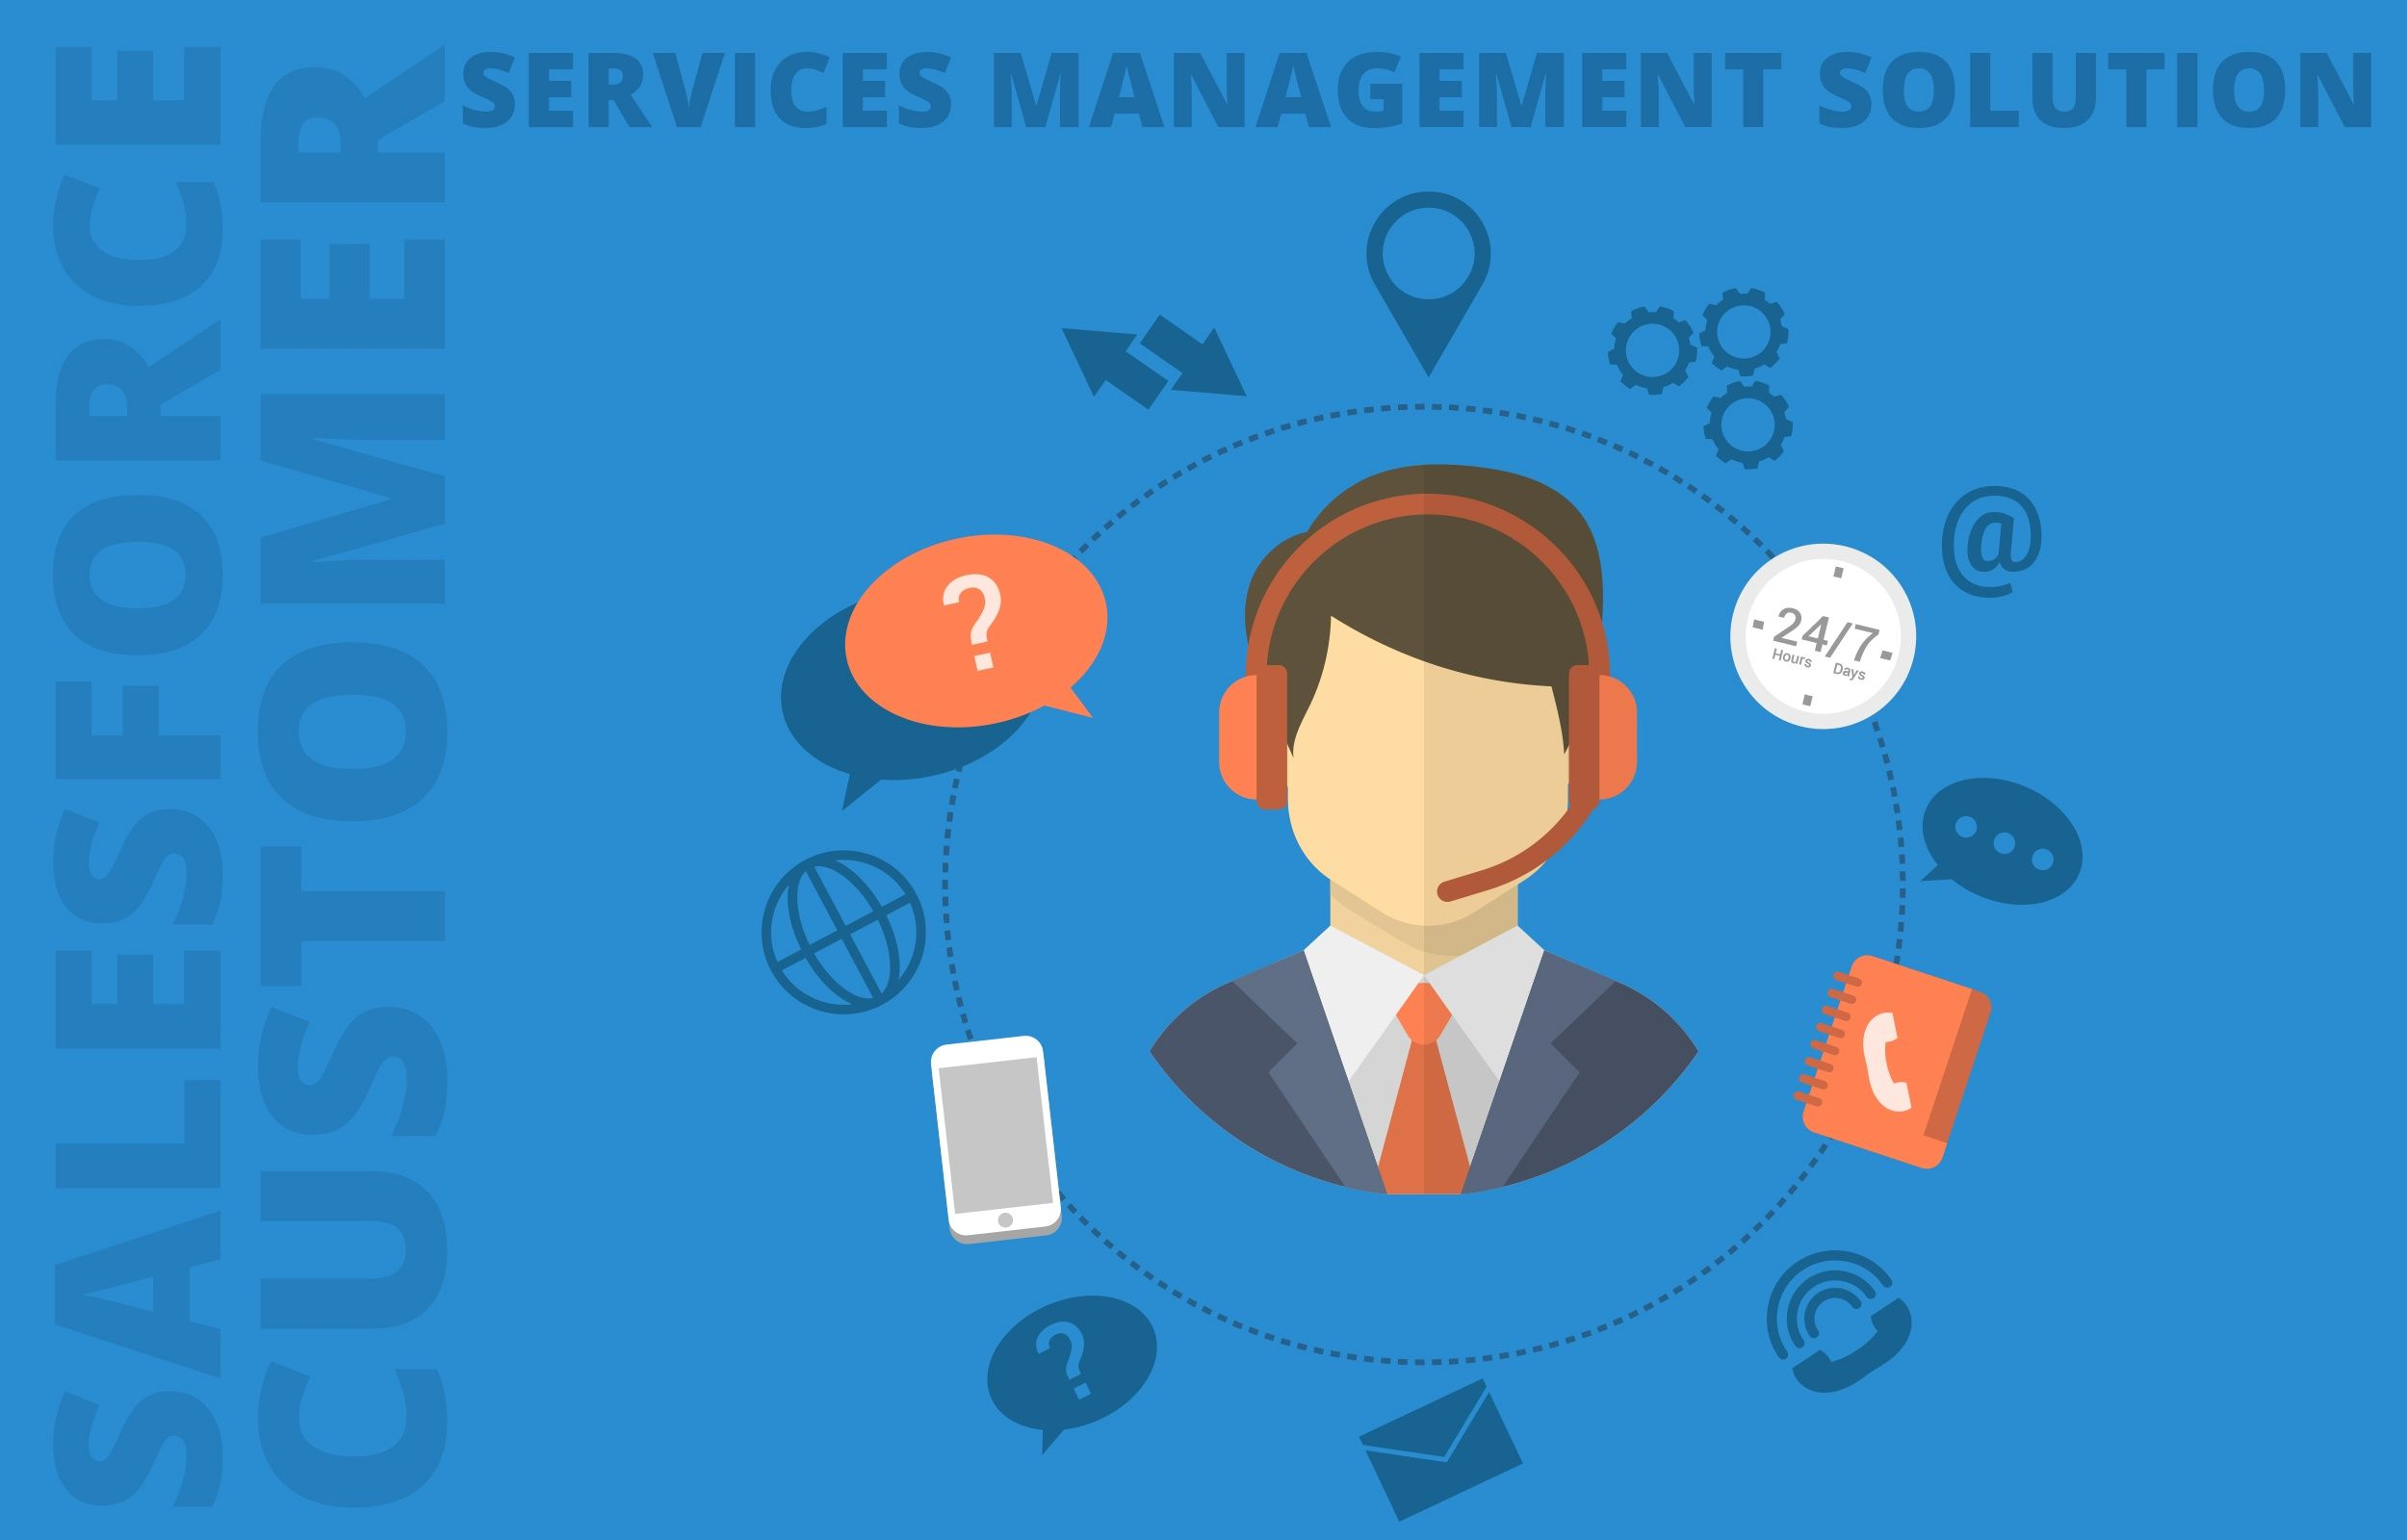 SALESFORCE
CUSTOMER
SERVICES MANAGEMENT SOLUTION
?
@
24/7
Hours Days
?